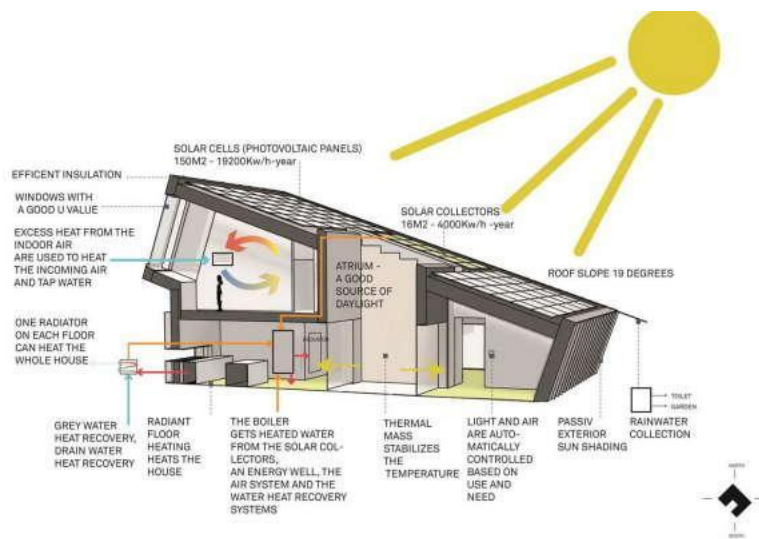 SOLAR CELLS (PHOTOVOLTAIC PANELS)
150M2 - 19200Kw/h-year
EFFICENT INSULATION
WINDOWS WITH
A GOOD U VALUE
SOLAR COLLECTORS
16M2 - 4000Kw/h -year
EXCESS HEAT FROM THE
INDOOR AIR
ARE USED TO HEAT
THE INCOMING AIR
AND TAP WATER
ATRIUM -
A GOOD
SOURCE OF
DAYLIGHT
ROOF SLOPE 19 DEGREES
ONE RADIATOR
ON EACH FLOOR
CAN HEAT THE
WHOLE HOUSE
TOILET
GARDEN
GREY WATER
HEAT RECOVERY,
DRAIN WATER
HEAT RECOVERY
RADIANT
FLOOR
HEATING
HEATS THE
HOUSE
THE BOILER
GETS HEATED WATER
FROM THE SOLAR COL-
LECTORS,
AN ENERGY WELL, THE
AIR SYSTEM AND THE
WATER HEAT RECOVERY
SYSTEMS
THERMAL
MASS
STABILIZES
THE
TEMPERATURE
LIGHT AND AIR
ARE AUTO-
MATICALLY
CONTROLLED
BASED ON
USE AND
NEED
PASSIV
EXTERIOR
SUN SHADING
RAINWATER
COLLECTION